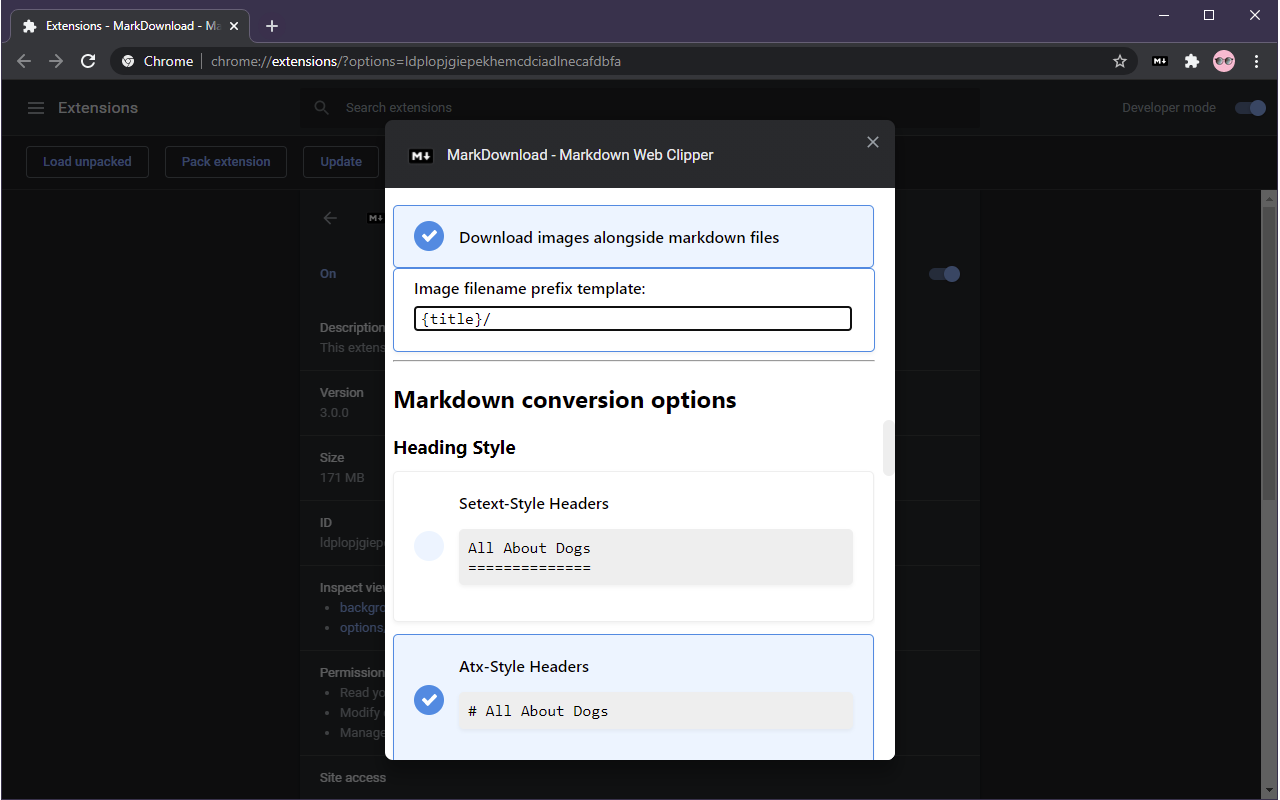 Extensions - MarkDownload - Ma
Chrome chrome://extensions/?options=ldplopjgiepekhemcdciadlnecafdbfa
M↓
Extensions
Search extensions
Developer mode
Load unpacked
Pack extension
Update
M↓
On
Description
This extens
Version
3.0.0
Size
171 MB
ID
ldplopjgiepe
Inspect view
backgro
options.
Permission
Read yo
Modify
Manage
Site access
M↓ MarkDownload - Markdown Web Clipper
Download images alongside markdown files
Image filename prefix template:
{title}/
Markdown conversion options
Heading Style
Setext-Style Headers
All About Dogs
==============
Atx-Style Headers
# All About Dogs